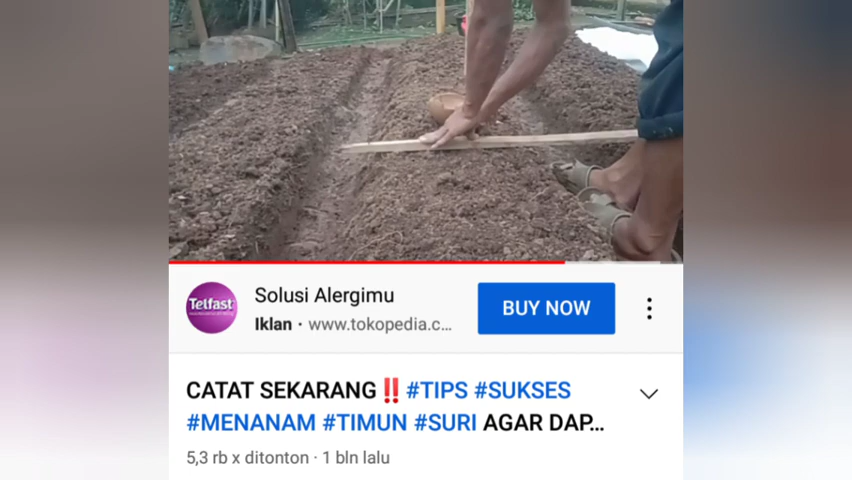 Telfast
Solusi Alergimu
Iklan · www.tokopedia.c...
BUY NOW
CATAT SEKARANG‼️#TIPS #SUKSES
#MENANAM #TIMUN #SURI AGAR DAP...
5,3 rb x ditonton · 1 bln lalu